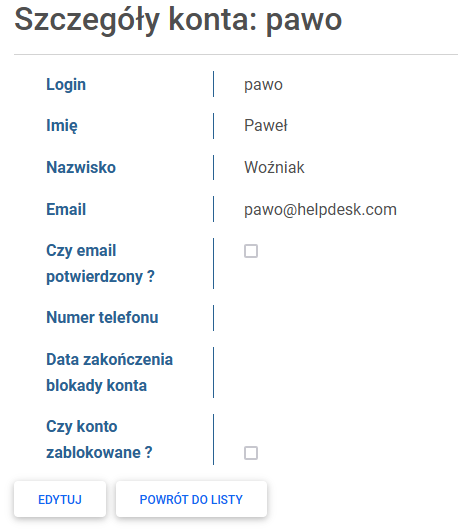 Szczegóły konta: pawo
Login pawo
Imię Paweł
Nazwisko Woźniak
Email pawo@helpdesk.com
Czy email
potwierdzony ?
Numer telefonu
Data zakończenia
blokady konta
Czy konto
zablokowane ?
EDYTUJ POWRÓT DO LISTY